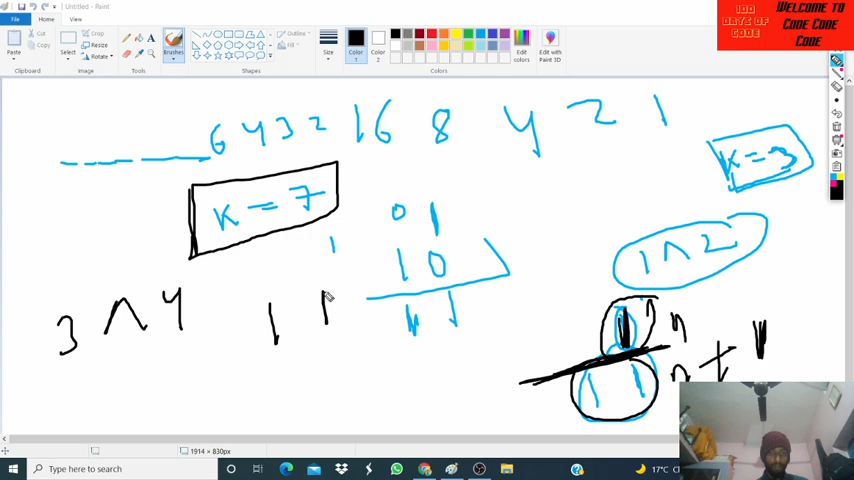 Untitled - Paint
File Home View
Paste Cut Copy Select Crop Resize Rotate Brushes Outline Fill Size Color 1 Color 2 Edit colors Edit with Paint 3D
Clipboard Image Tools Shapes Colors
100 DAYS OF CODE
WELCOME TO CODE CODE CODE
64 32 16 8 4 2 1
K = 3
K = 7
0 1
1
1 0
1 ^ 2
1 1
3 ^ 4 1 1
n
n + 1
1 1
1914 × 830px
Type here to search
17°C